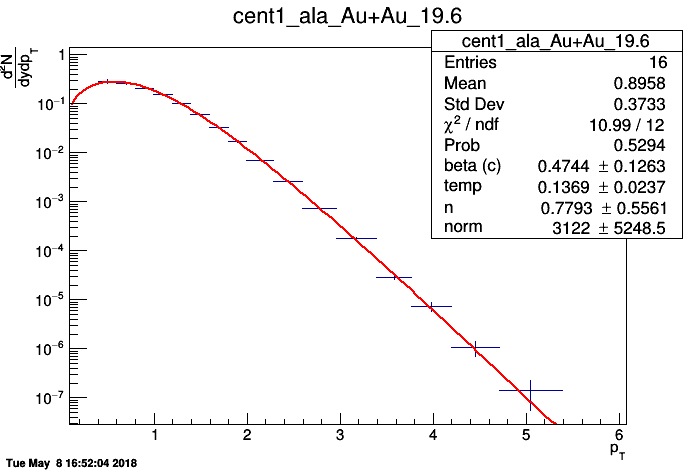 cent1_ala_Au+Au_19.6
cent1_ala_Au+Au_19.6
Entries 16
Mean 0.8958
Std Dev 0.3733
χ² / ndf 10.99 / 12
Prob 0.5294
beta (c) 0.4744 ± 0.1263
temp 0.1369 ± 0.0237
n 0.7793 ± 0.5561
norm 3122 ± 5248.5
d²N
dydp_T
1
10⁻¹
10⁻²
10⁻³
10⁻⁴
10⁻⁵
10⁻⁶
10⁻⁷
1 2 3 4 5 6
p_T
Tue May 8 16:52:04 2018